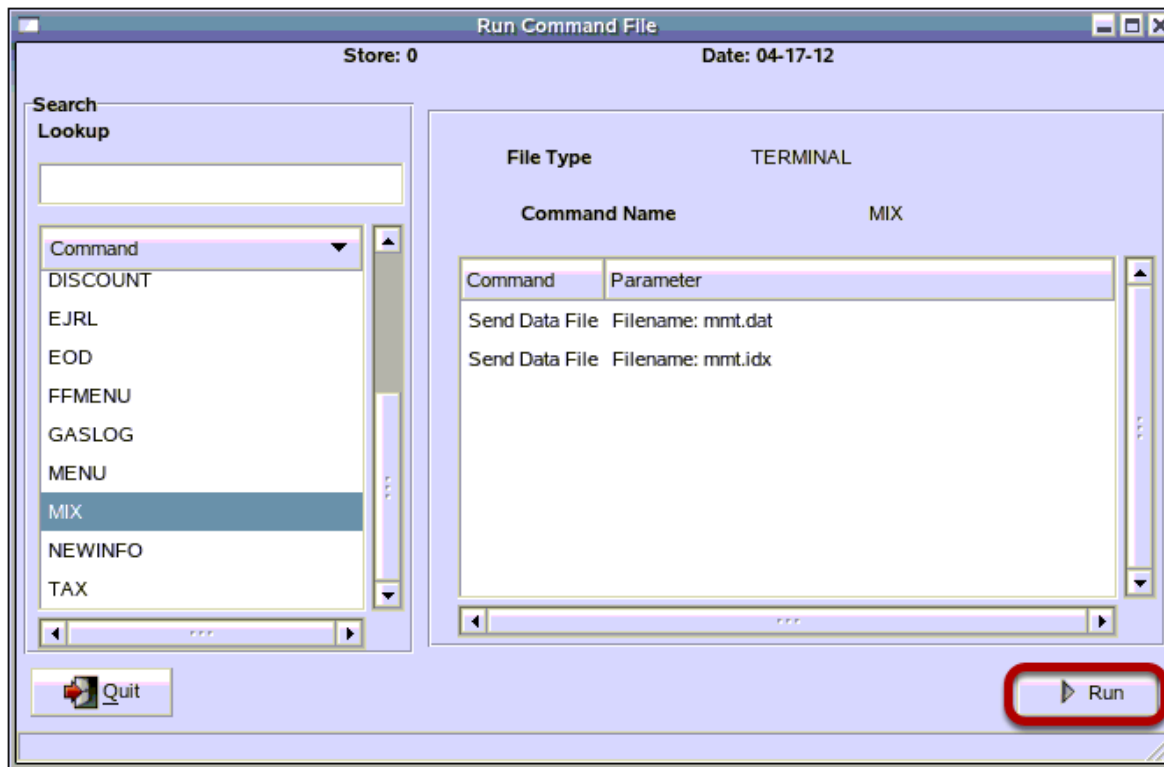 Run Command File
Store: 0 Date: 04-17-12
Search
Lookup
Command
DISCOUNT
EJRL
EOD
FFMENU
GASLOG
MENU
MIX
NEWINFO
TAX
File Type TERMINAL
Command Name MIX
Command Parameter
Send Data File Filename: mmt.dat
Send Data File Filename: mmt.idx
Quit
Run